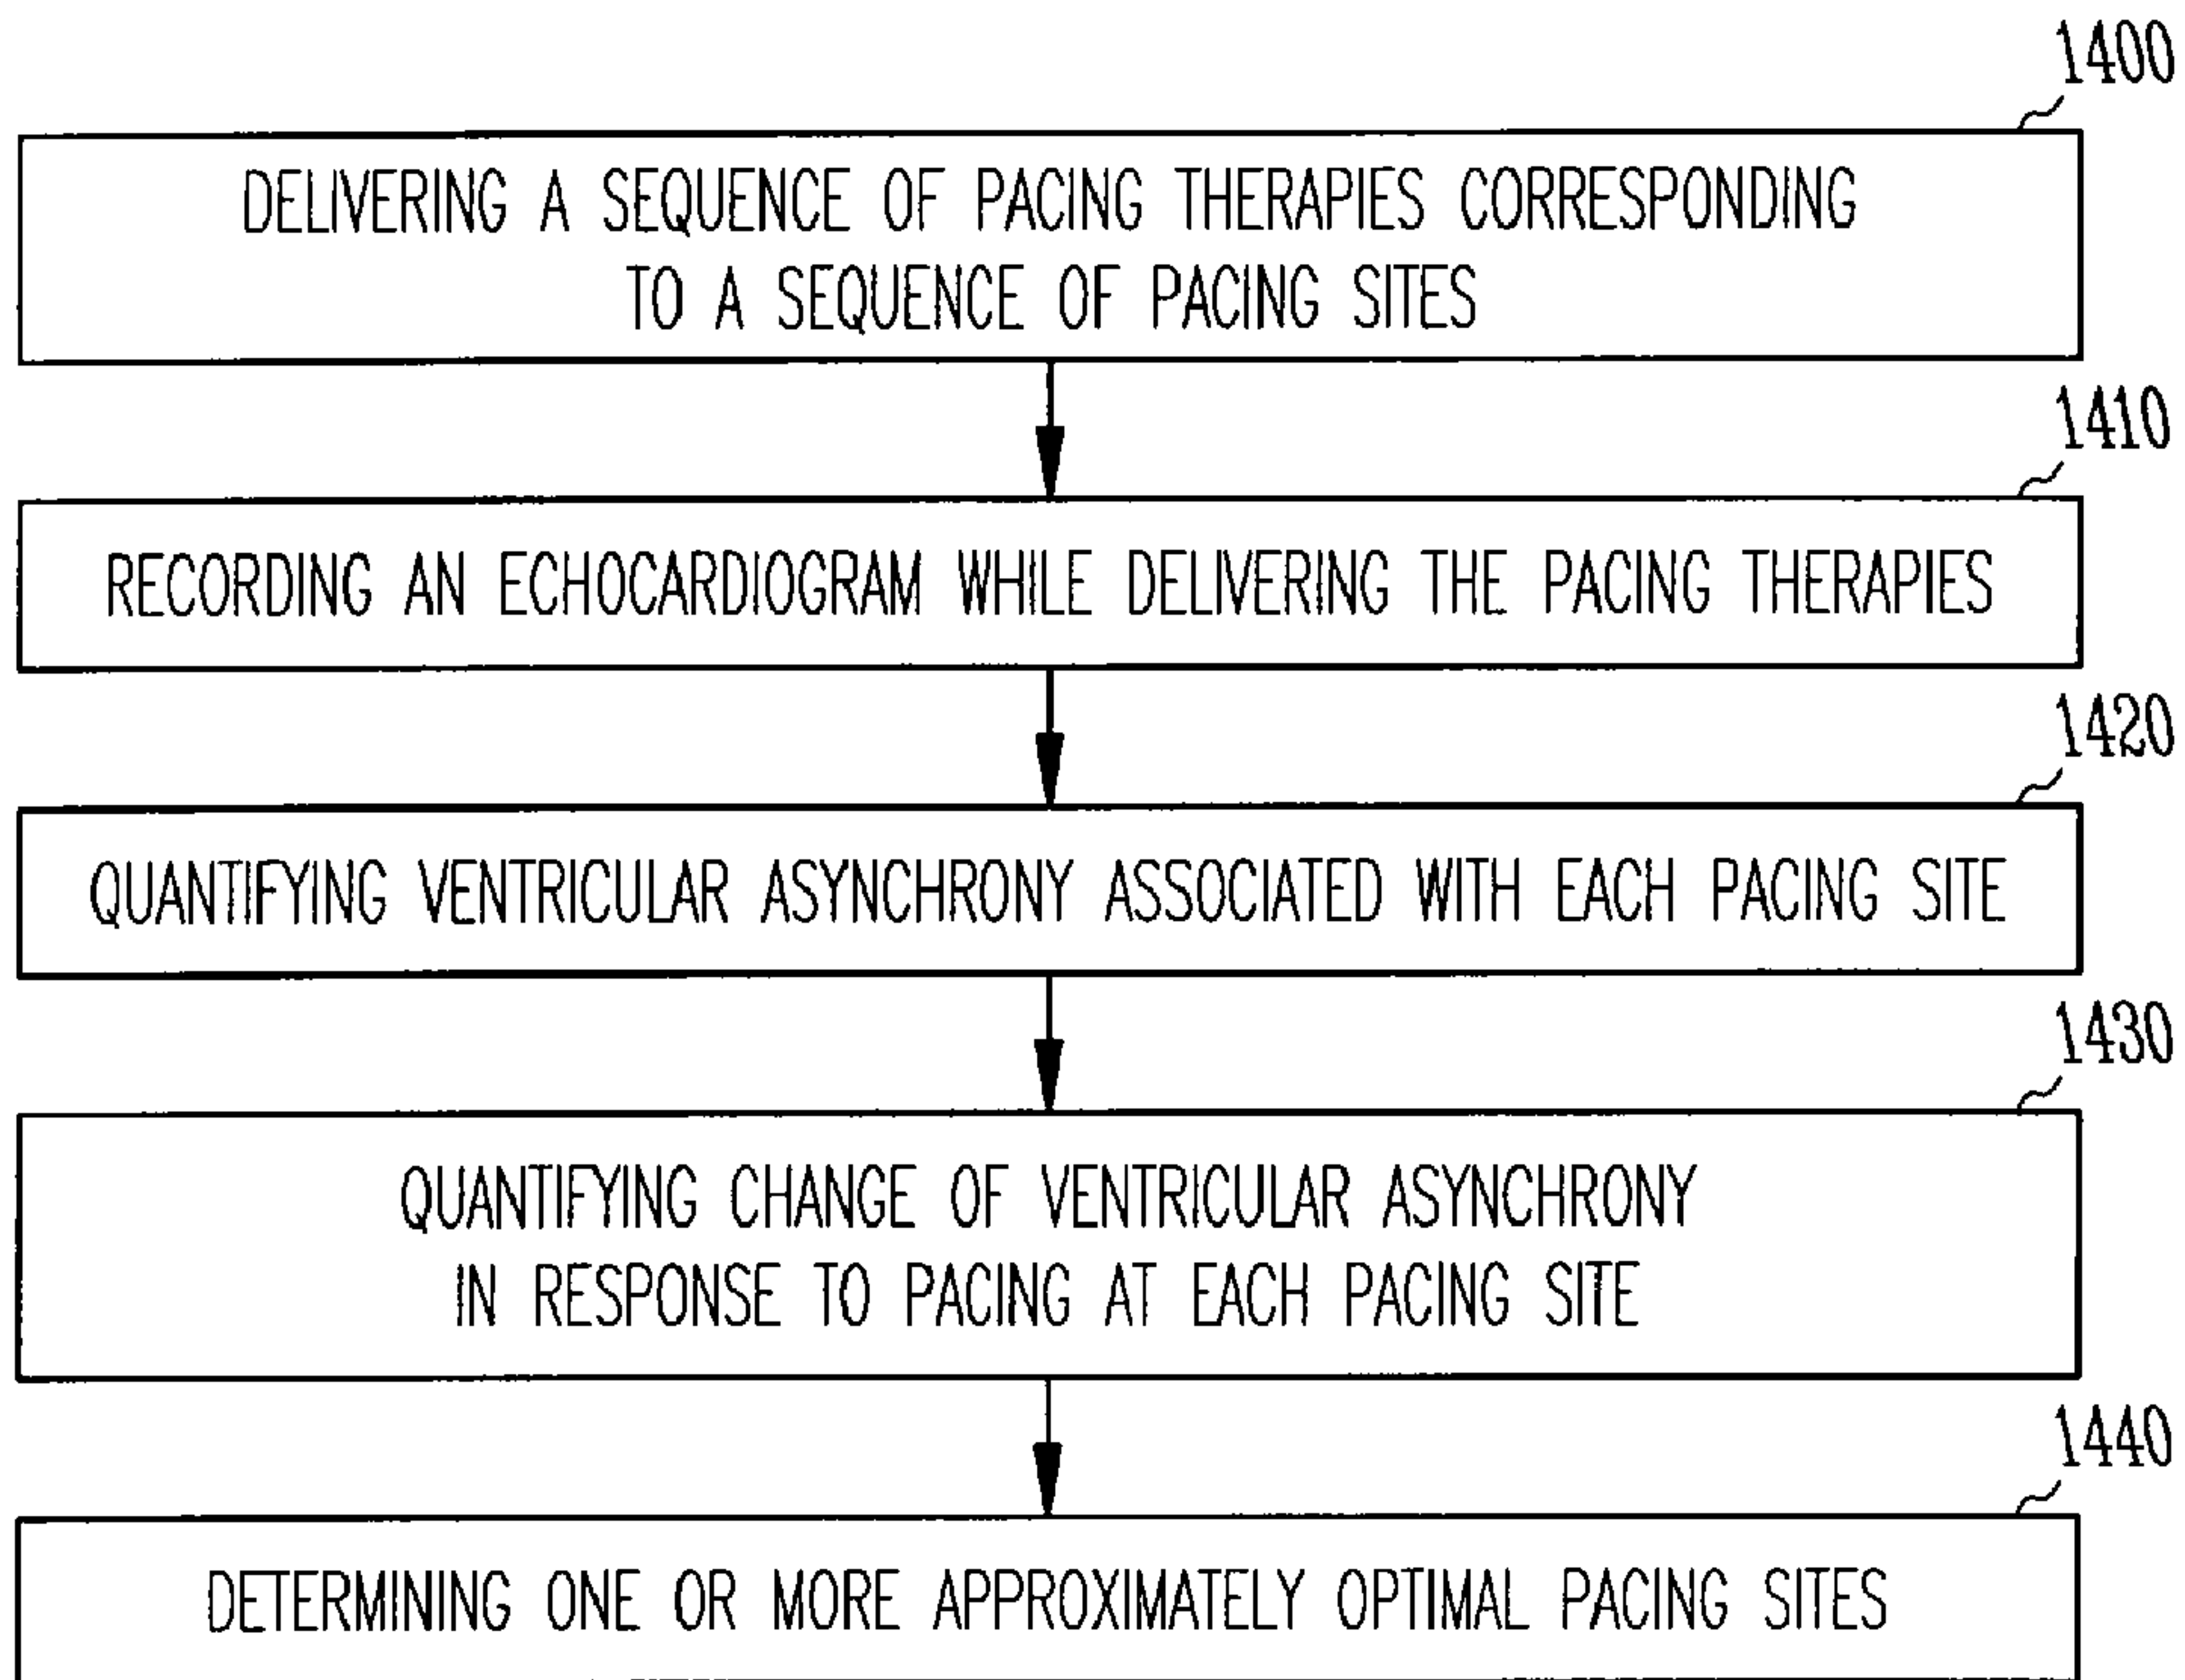 1400
DELIVERING A SEQUENCE OF PACING THERAPIES CORRESPONDING
TO A SEQUENCE OF PACING SITES
1410
RECORDING AN ECHOCARDIOGRAM WHILE DELIVERING THE PACING THERAPIES
1420
QUANTIFYING VENTRICULAR ASYNCHRONY ASSOCIATED WITH EACH PACING SITE
1430
QUANTIFYING CHANGE OF VENTRICULAR ASYNCHRONY
IN RESPONSE TO PACING AT EACH PACING SITE
1440
DETERMINING ONE OR MORE APPROXIMATELY OPTIMAL PACING SITES